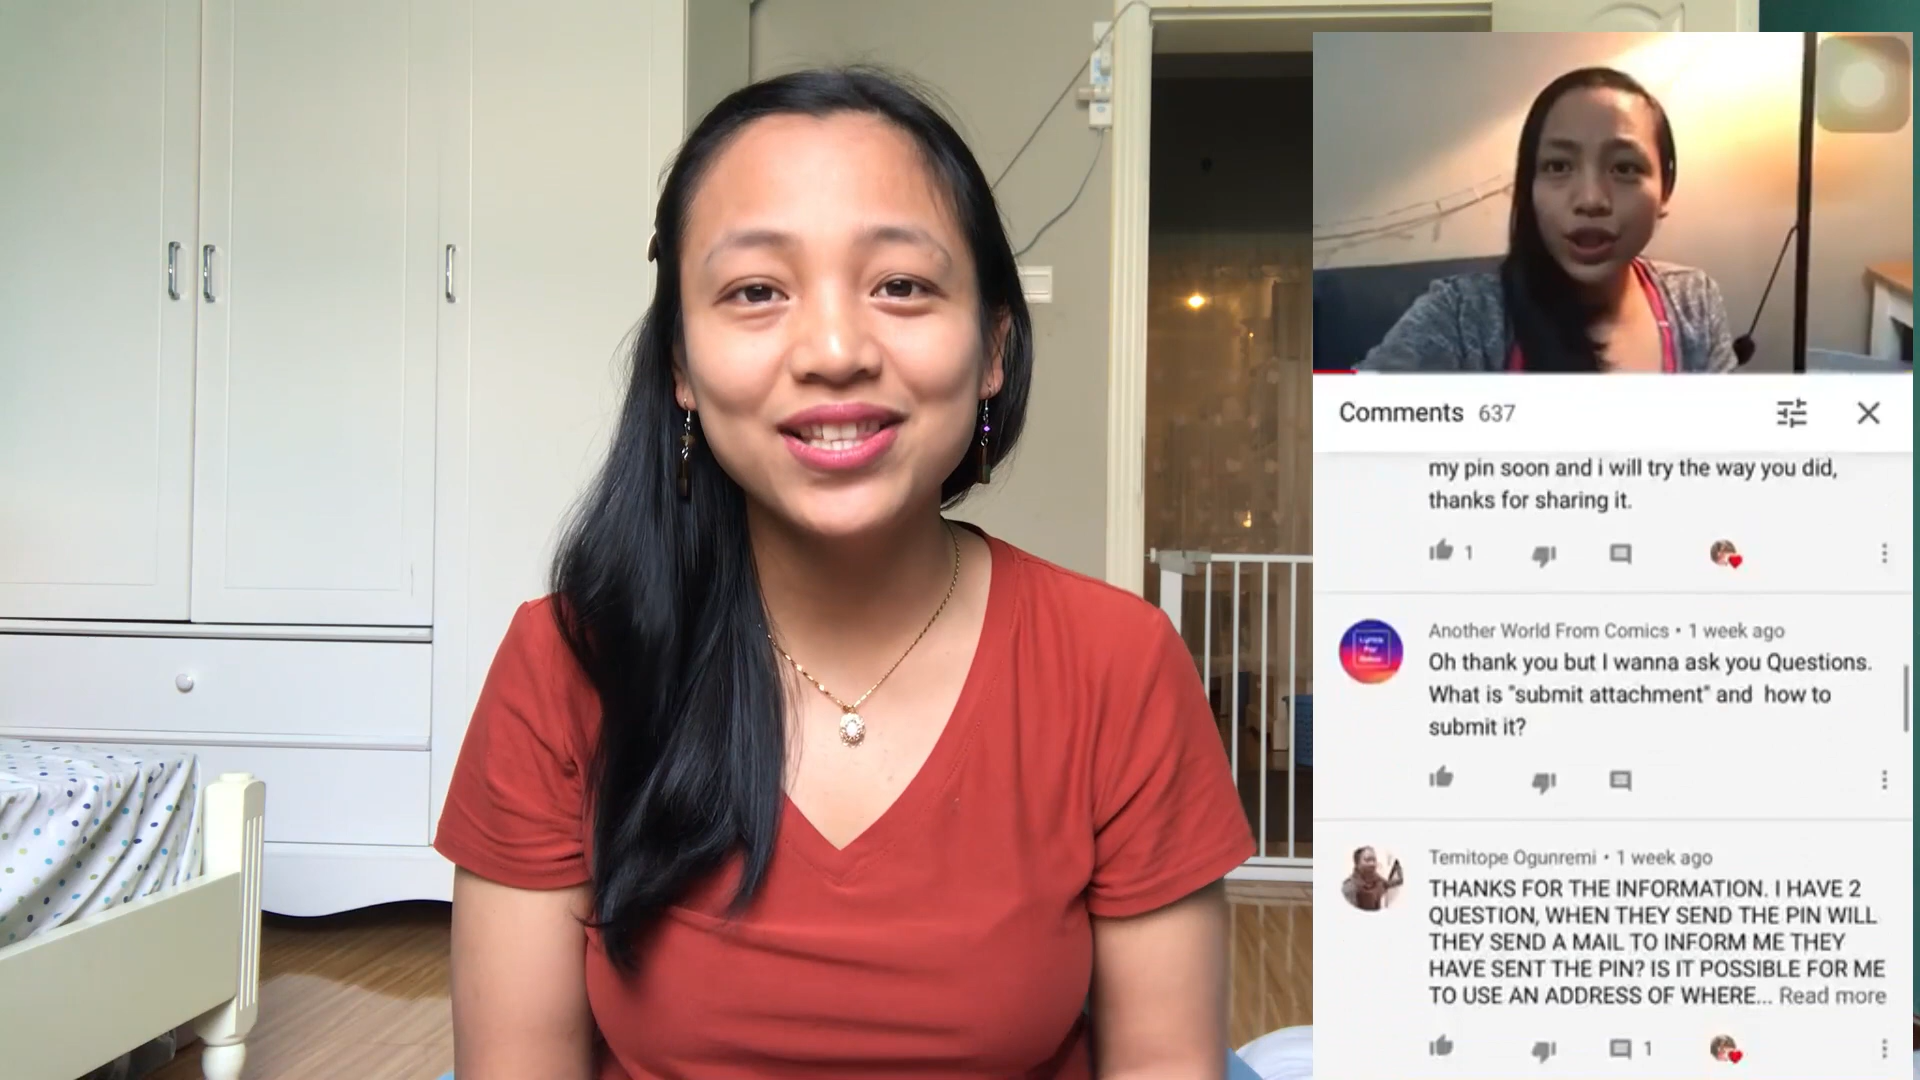 Comments 637
my pin soon and i will try the way you did,
thanks for sharing it.
1
Another World From Comics • 1 week ago
Oh thank you but I wanna ask you Questions.
What is "submit attachment" and how to
submit it?
Temitope Ogunremi • 1 week ago
THANKS FOR THE INFORMATION. I HAVE 2
QUESTION, WHEN THEY SEND THE PIN WILL
THEY SEND A MAIL TO INFORM ME THEY
HAVE SENT THE PIN? IS IT POSSIBLE FOR ME
TO USE AN ADDRESS OF WHERE... Read more
1